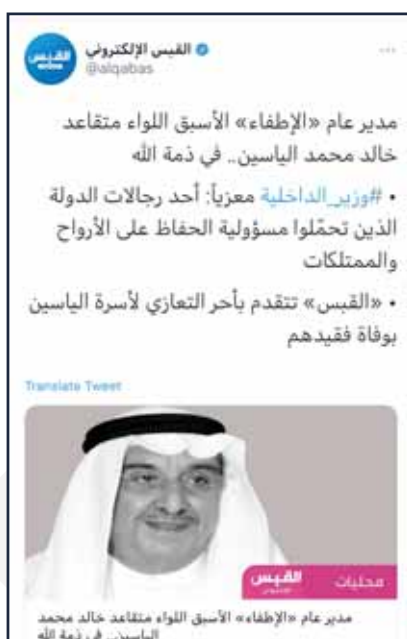 القبس
القبس الإلكتروني
@alqabas
مدير عام «الإطفاء» الأسبق اللواء متقاعد
خالد محمد الياسين.. في ذمة الله
• #وزير_الداخلية معزياً: أحد رجالات الدولة
الذين تحمّلوا مسؤولية الحفاظ على الأرواح
والممتلكات
• «القبس» تتقدم بأحر التعازي لأسرة الياسين
بوفاة فقيدهم
Translate Tweet
محليات القبس
مدير عام «الإطفاء» الأسبق اللواء متقاعد خالد محمد
الياسين.. في ذمة الله